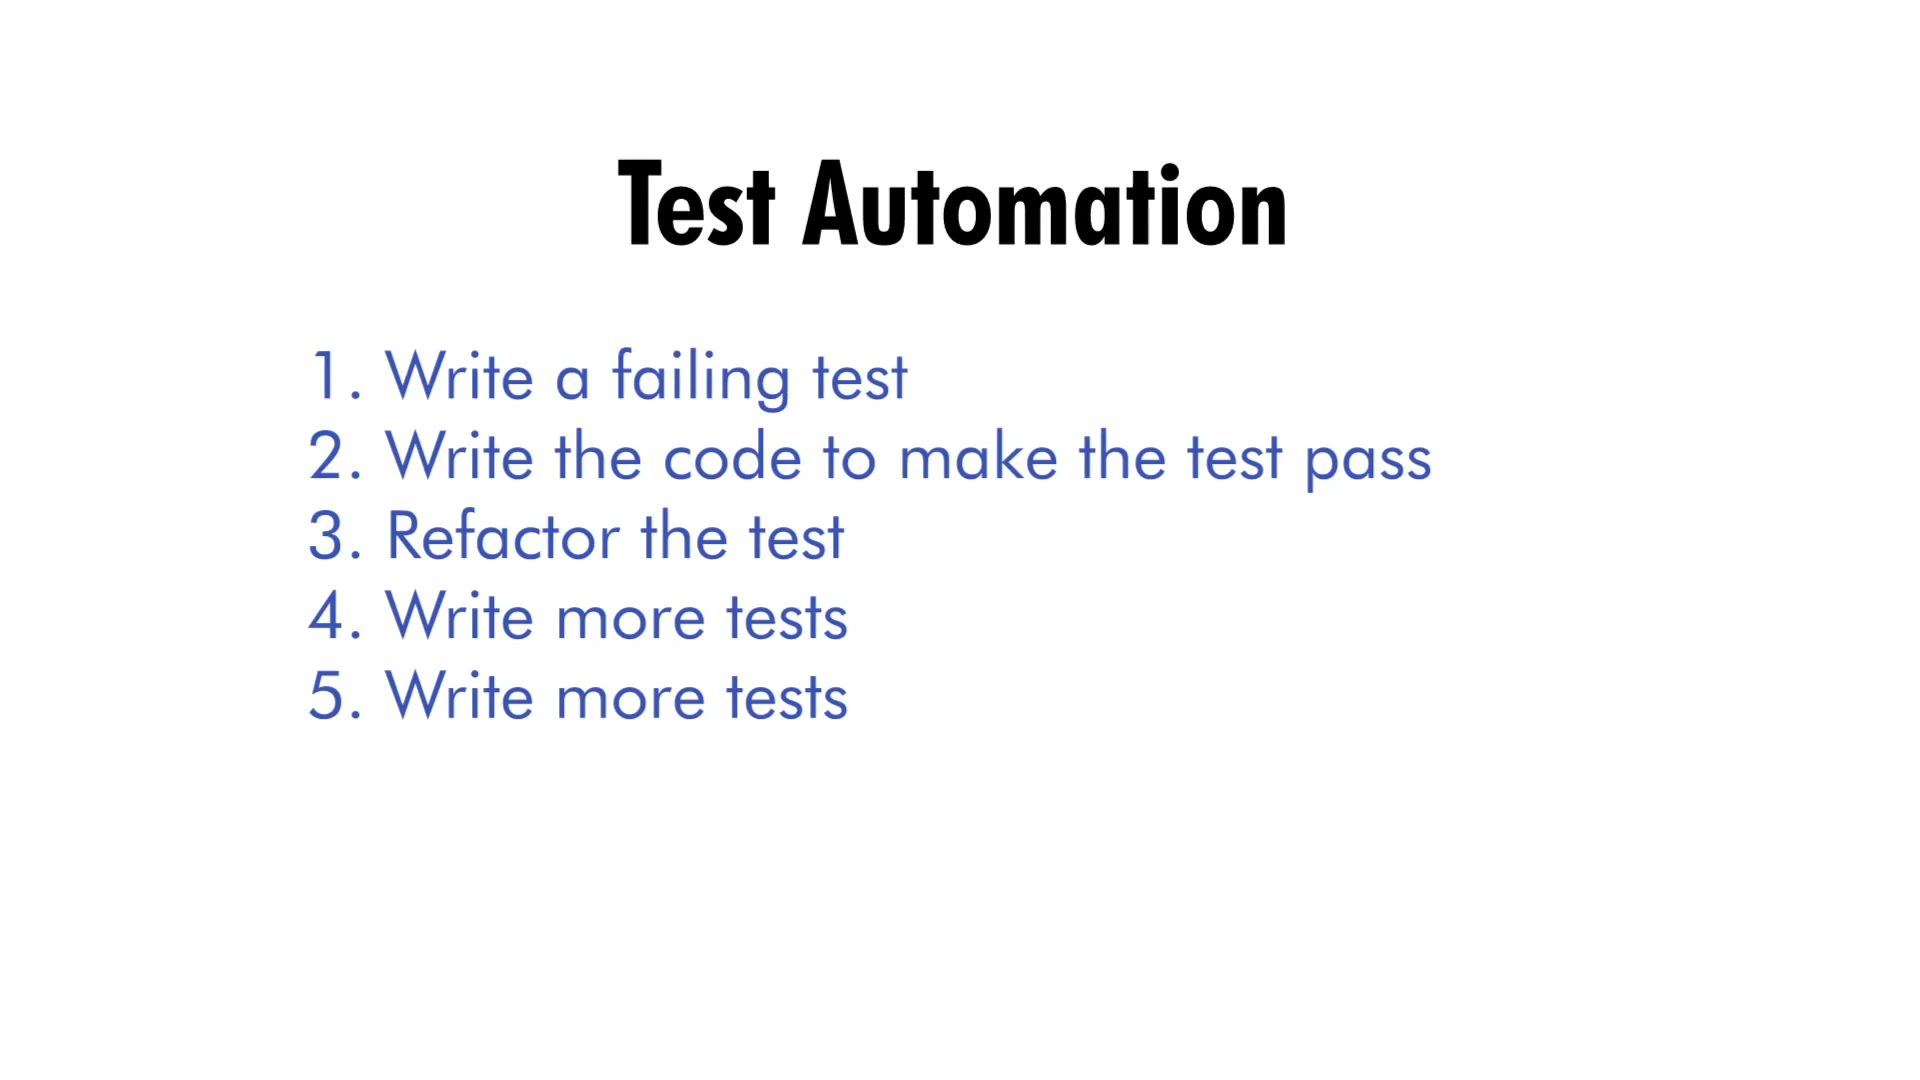 Test Automation
1. Write a failing test
2. Write the code to make the test pass
3. Refactor the test
4. Write more tests
5. Write more tests